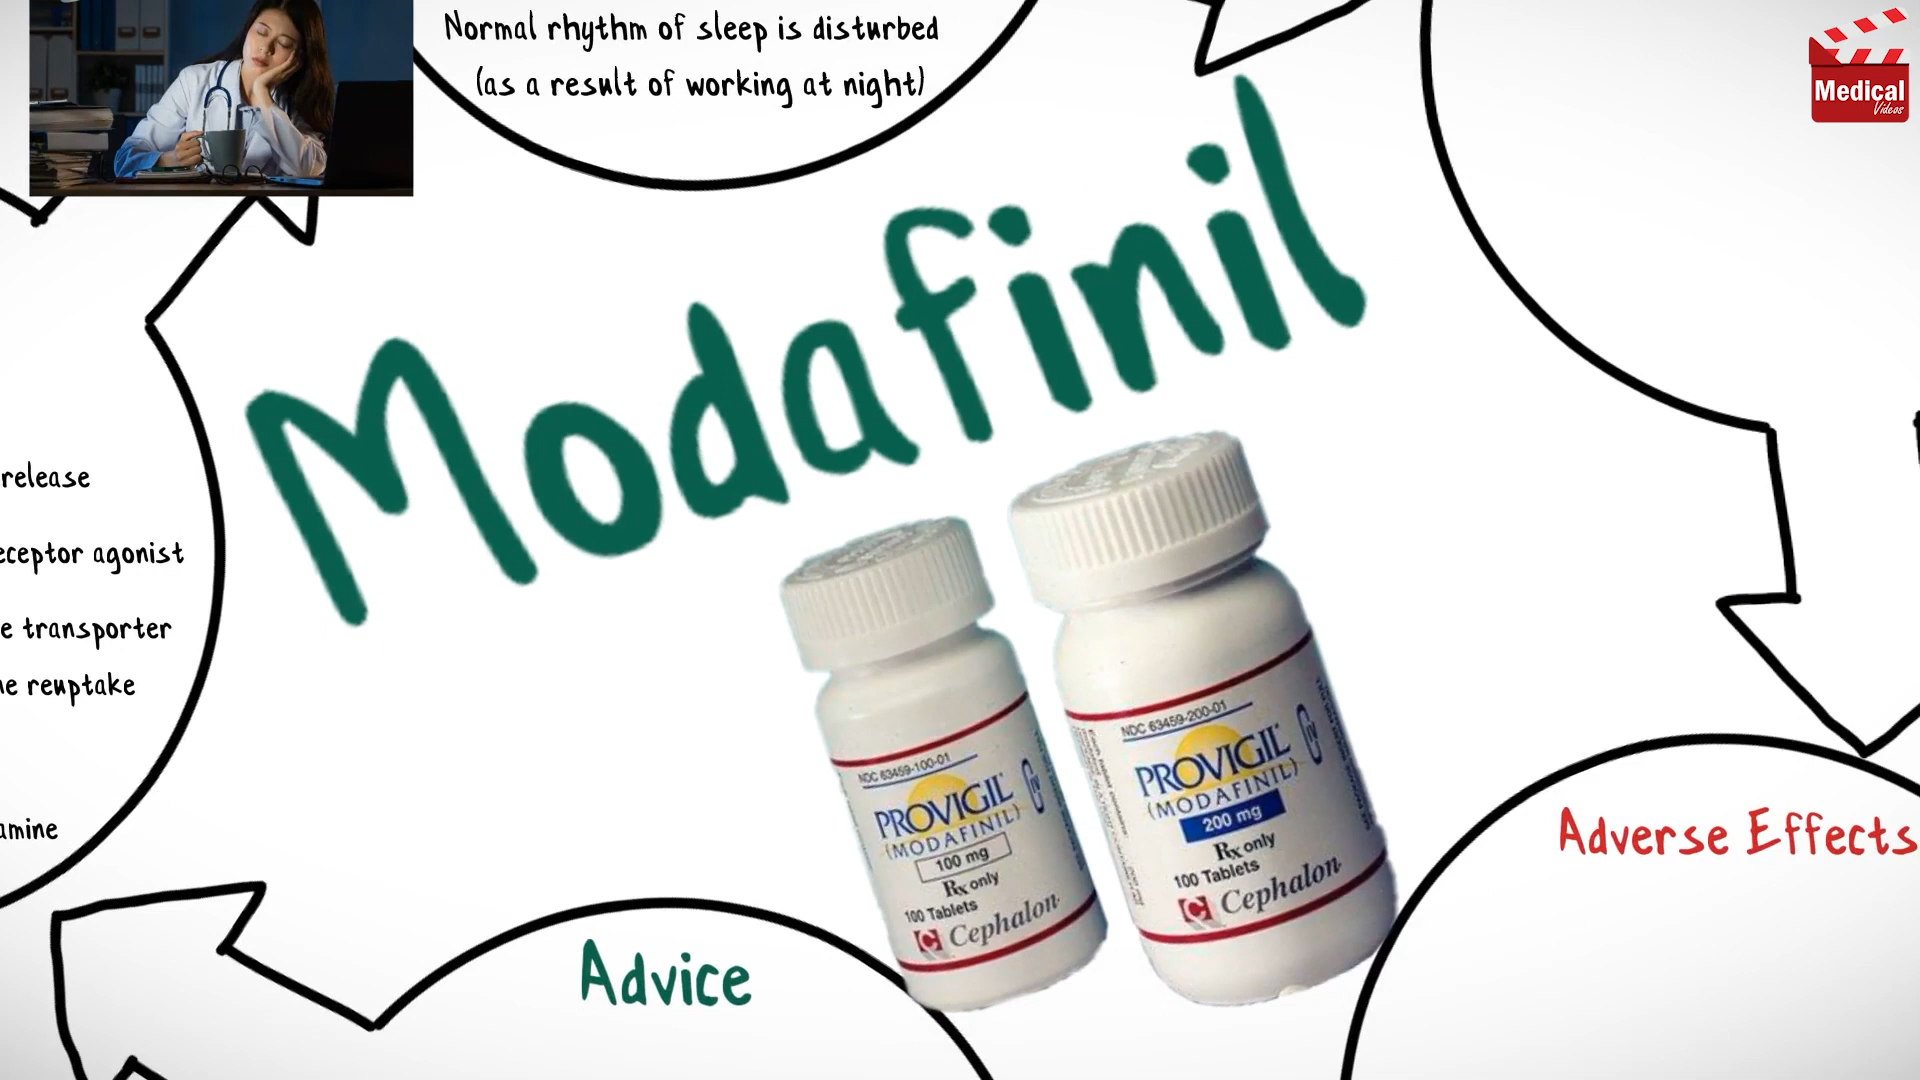 Normal rhythm of sleep is disturbed
(as a result of working at night)
Medical
Videos
Modafinil
release
eceptor agonist
e transporter
ne reuptake
amine
NDC 63459-100-01
PROVIGIL
(MODAFINIL)
100 mg
Rx only
100 Tablets
Cephalon
NDC 63459-200-01
PROVIGIL
(MODAFINIL)
200 mg
Rx only
100 Tablets
Cephalon
Advice
Adverse Effects